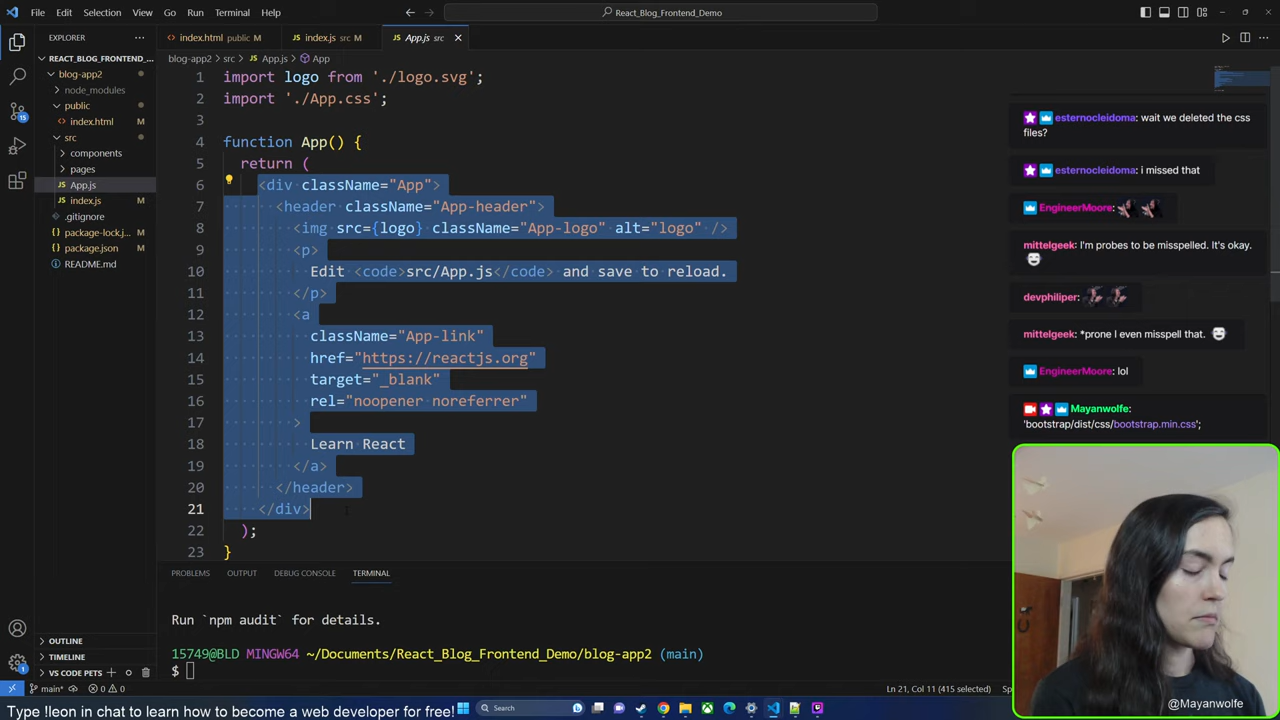 File Edit Selection View Go Run Terminal Help
React_Blog_Frontend_Demo
EXPLORER
index.html public M
index.js src M
App.js src
REACT_BLOG_FRONTEND_...
blog-app2 > src > App.js > App
blog-app2
node_modules
public
index.html
src
components
pages
App.js
index.js
.gitignore
package-lock.j...
package.json
README.md
OUTLINE
TIMELINE
VS CODE PETS
15
1
1 import logo from './logo.svg';
2 import './App.css';
3
4 function App() {
5 return (
6 <div className="App">
7 <header className="App-header">
8 <img src={logo} className="App-logo" alt="logo" />
9 <p>
10 Edit <code>src/App.js</code> and save to reload.
11 </p>
12 <a
13 className="App-link"
14 href="https://reactjs.org"
15 target="_blank"
16 rel="noopener noreferrer"
17 >
18 Learn React
19 </a>
20 </header>
21 </div>
22 );
23 }
PROBLEMS OUTPUT DEBUG CONSOLE TERMINAL
Run `npm audit` for details.
15749@BLD MINGW64 ~/Documents/React_Blog_Frontend_Demo/blog-app2 (main)
$
esternocleidoma: wait we deleted the css
files?
esternocleidoma: i missed that
EngineerMoore:
mittelgeek: I'm probes to be misspelled. It's okay.
devphiliper:
mittelgeek: *prone I even misspell that.
EngineerMoore: lol
Mayanwolfe:
'bootstrap/dist/css/bootstrap.min.css';
main* 0 0
Ln 21, Col 11 (415 selected)
Type !leon in chat to learn how to become a web developer for free!
Search
@Mayanwolfe